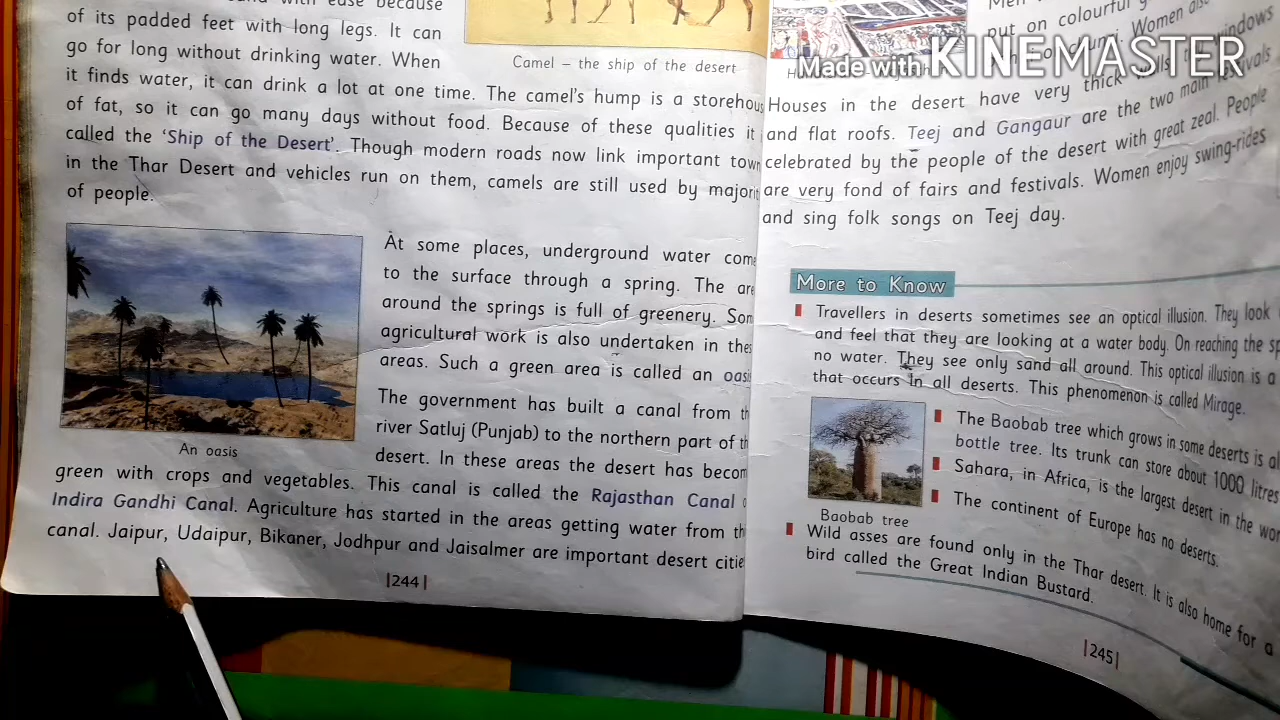 of its padded feet with long legs. It can
go for long without drinking water. When
it finds water, it can drink a lot at one time. The camel's hump is a storehou
of fat, so it can go many days without food. Because of these qualities it
called the 'Ship of the Desert'. Though modern roads now link important town
in the Thar Desert and vehicles run on them, camels are still used by majorit
of people.
Camel – the ship of the desert
At some places, underground water come
to the surface through a spring. The are
around the springs is full of greenery. Som
agricultural work is also undertaken in thes
areas. Such a green area is called an oasi
An oasis
The government has built a canal from th
river Satluj (Punjab) to the northern part of th
desert. In these areas the desert has becom
green with crops and vegetables. This canal is called the Rajasthan Canal o
Indira Gandhi Canal. Agriculture has started in the areas getting water from th
canal. Jaipur, Udaipur, Bikaner, Jodhpur and Jaisalmer are important desert citie
|244|
put on colourful
Women
Made with KINEMASTER
windows
Houses in the desert have very thick
and flat roofs. Teej and Gangaur are the two main festivals
celebrated by the people of the desert with great zeal. People
are very fond of fairs and festivals. Women enjoy swing-rides
and sing folk songs on Teej day.
More to Know
Travellers in deserts sometimes see an optical illusion. They look
and feel that they are looking at a water body. On reaching the sp
no water. They see only sand all around. This optical illusion is a
that occurs In all deserts. This phenomenon is called Mirage.
The Baobab tree which grows in some deserts is al
bottle tree. Its trunk can store about 1000 litres
Sahara, in Africa, is the largest desert in the wor
The continent of Europe has no deserts.
Baobab tree
Wild asses are found only in the Thar desert. It is also home for a
bird called the Great Indian Bustard.
|245|